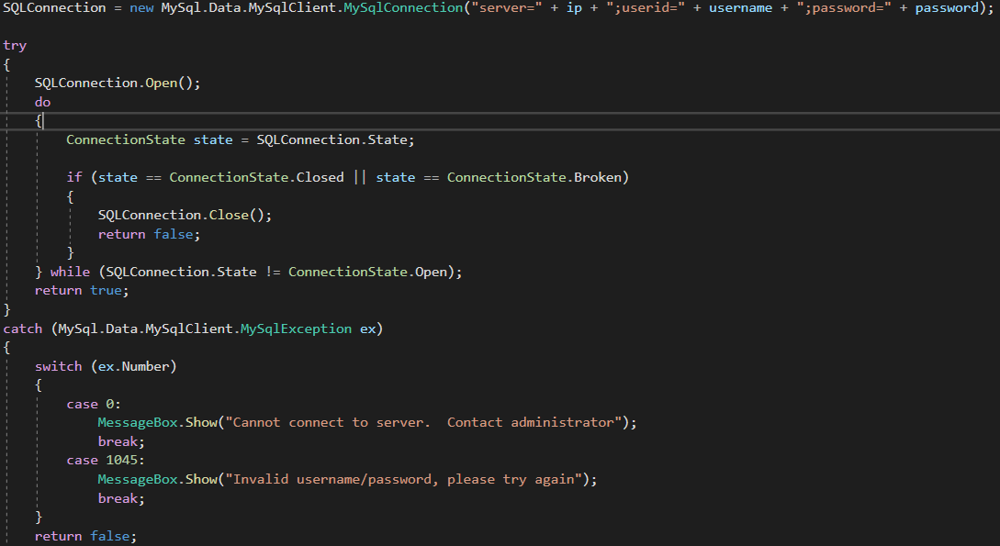 SQLConnection = new MySql.Data.MySqlClient.MySqlConnection("server=" + ip + ";userid=" + username + ";password=" + password);
try
{
SQLConnection.Open();
do
{
ConnectionState state = SQLConnection.State;
if (state == ConnectionState.Closed || state == ConnectionState.Broken)
{
SQLConnection.Close();
return false;
}
} while (SQLConnection.State != ConnectionState.Open);
return true;
}
catch (MySql.Data.MySqlClient.MySqlException ex)
{
switch (ex.Number)
{
case 0:
MessageBox.Show("Cannot connect to server.  Contact administrator");
break;
case 1045:
MessageBox.Show("Invalid username/password, please try again");
break;
}
return false;